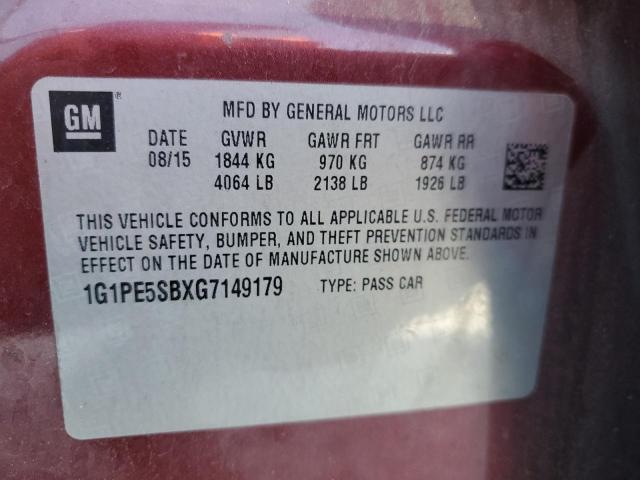 GM ®
MFD BY GENERAL MOTORS LLC
DATE GVWR GAWR FRT GAWR RR
08/15 1844 KG 970 KG 874 KG
4064 LB 2138 LB 1926 LB
THIS VEHICLE CONFORMS TO ALL APPLICABLE U.S. FEDERAL MOTOR
VEHICLE SAFETY, BUMPER, AND THEFT PREVENTION STANDARDS IN
EFFECT ON THE DATE OF MANUFACTURE SHOWN ABOVE.
1G1PE5SBXG7149179 TYPE: PASS CAR